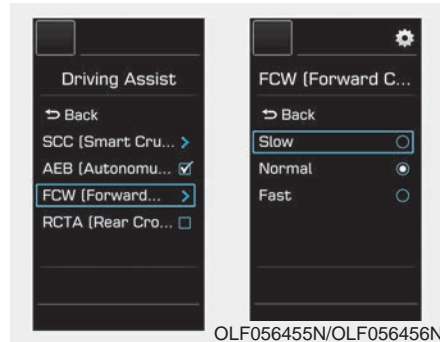 Driving Assist
Back
SCC (Smart Cru...
AEB (Autonomu...
FCW (Forward...
RCTA (Rear Cro...
FCW (Forward C...
Back
Slow
Normal
Fast
OLF056455N/OLF056456N